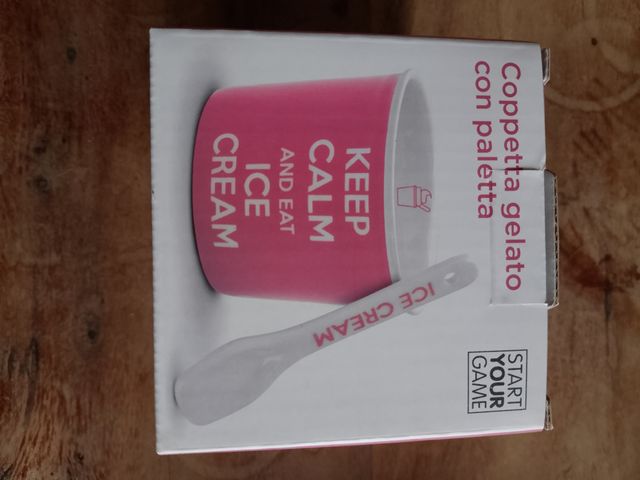 Coppetta gelato
con paletta
KEEP
CALM
AND EAT
ICE
CREAM
ICE CREAM
START
YOUR
GAME